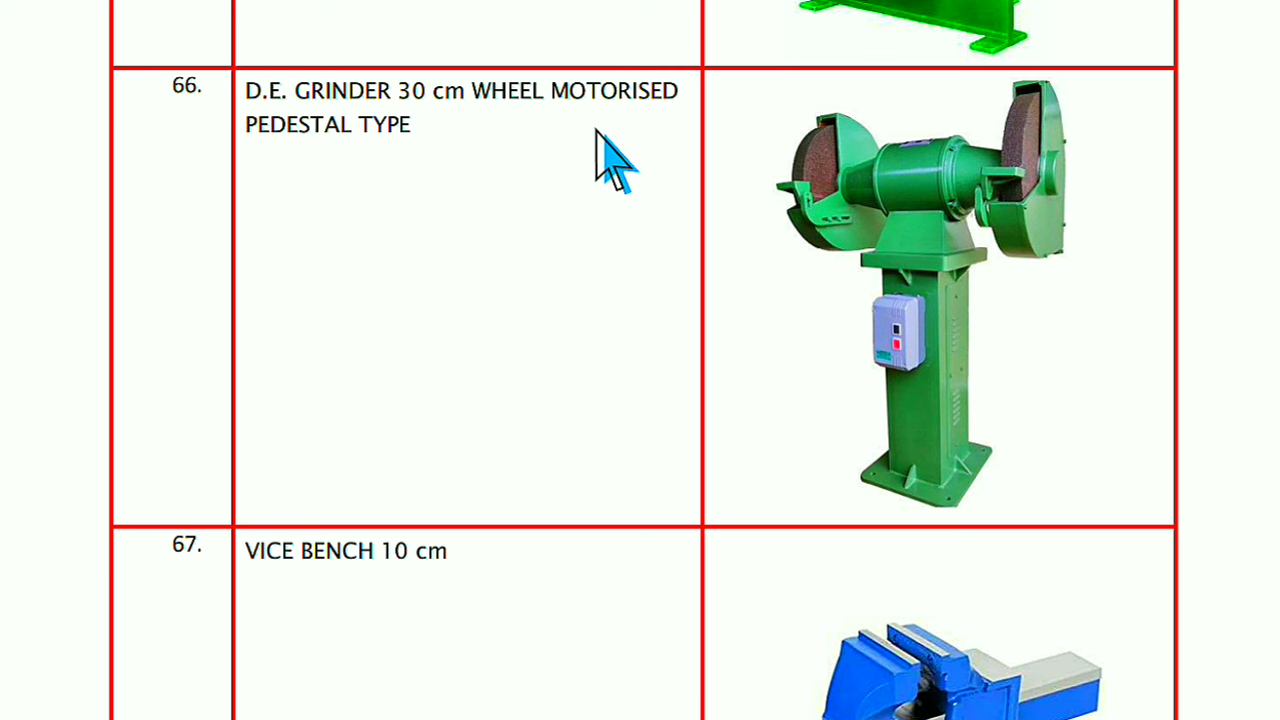 66.
D.E. GRINDER 30 cm WHEEL MOTORISED
PEDESTAL TYPE
67.
VICE BENCH 10 cm